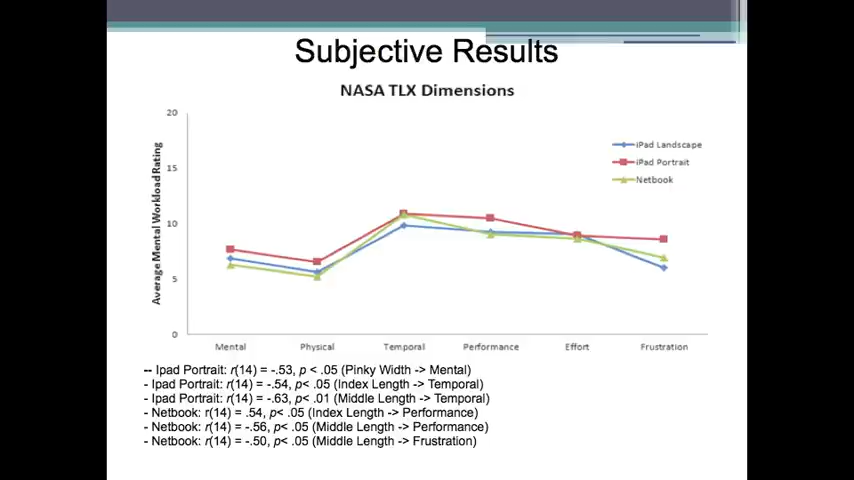 Subjective Results
NASA TLX Dimensions
20
15
10
5
0
Average Mental Workload Rating
iPad Landscape
iPad Portrait
Netbook
Mental Physical Temporal Performance Effort Frustration
-- Ipad Portrait: r(14) = -.53, p < .05 (Pinky Width -> Mental)
- Ipad Portrait: r(14) = -.54, p< .05 (Index Length -> Temporal)
- Ipad Portrait: r(14) = -.63, p< .01 (Middle Length -> Temporal)
- Netbook: r(14) = .54, p< .05 (Index Length -> Performance)
- Netbook: r(14) = -.56, p< .05 (Middle Length -> Performance)
- Netbook: r(14) = -.50, p< .05 (Middle Length -> Frustration)